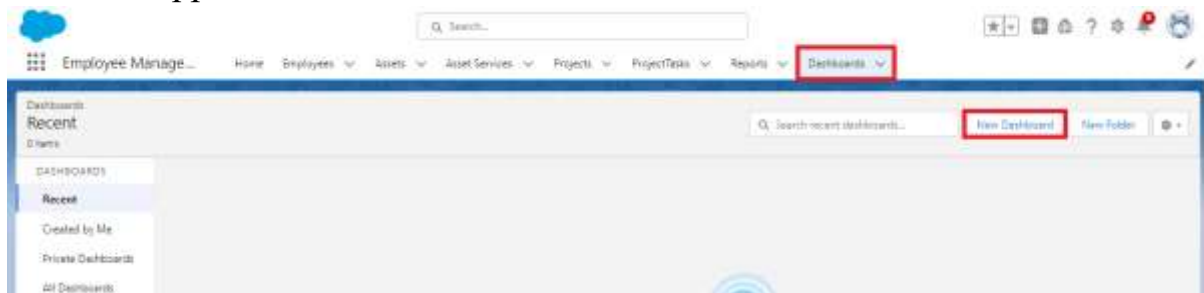 Search...
Employee Manage... Home Employees Assets Asset Services Projects ProjectTasks Reports Dashboards
Dashboards
Recent
0 items
Search recent dashboards...
New Dashboard
New Folder
DASHBOARDS
Recent
Created by Me
Private Dashboards
All Dashboards